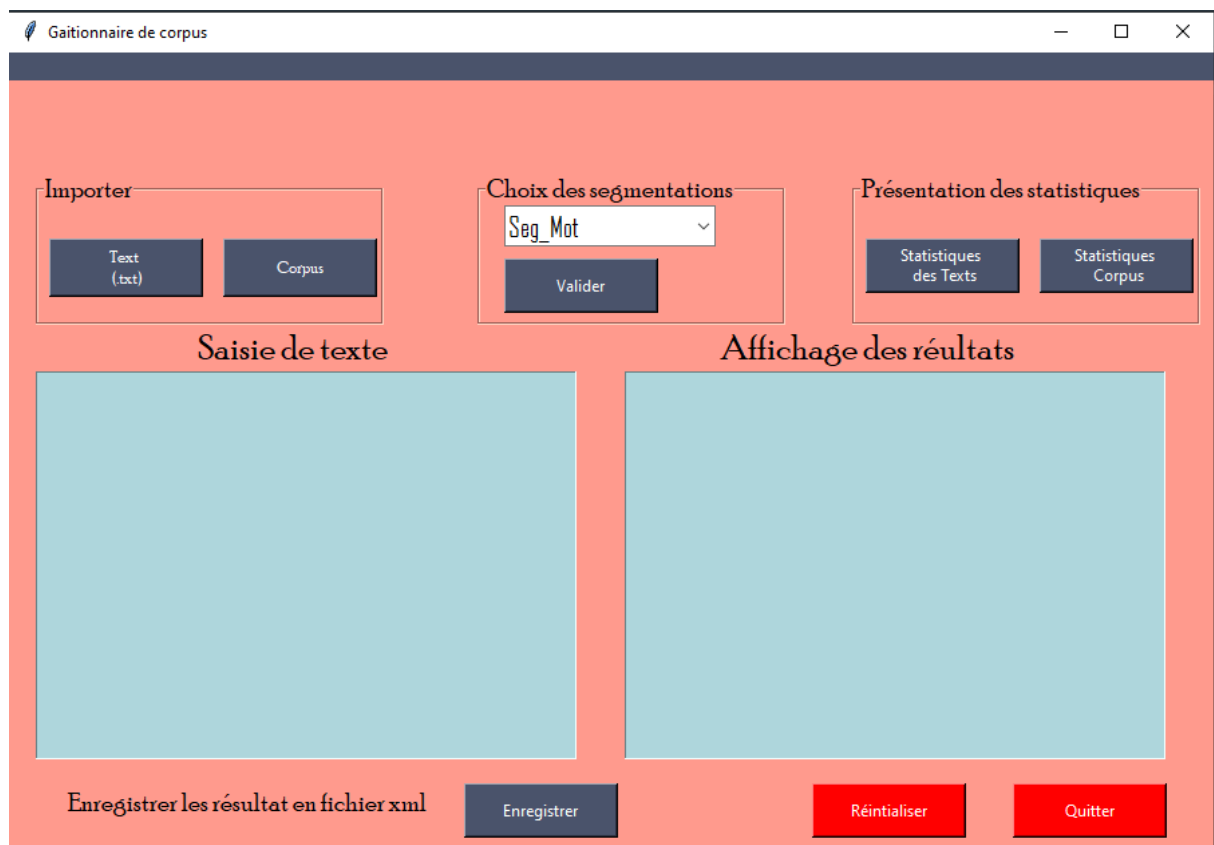 Gaitionnaire de corpus
Importer
Text
(.txt)
Corpus
Choix des segmentations
Seg_Mot
Valider
Présentation des statistiques
Statistiques
des Texts
Statistiques
Corpus
Saisie de texte
Affichage des réultats
Enregistrer les résultat en fichier xml
Enregistrer
Réintialiser
Quitter